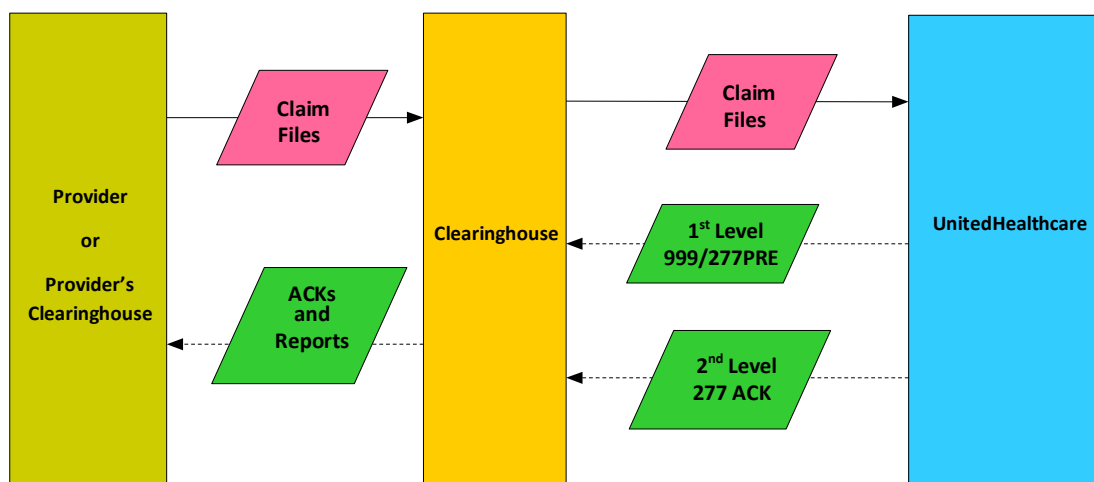 Provider
or
Provider’s
Clearinghouse
Claim
Files
ACKs
and
Reports
Clearinghouse
Claim
Files
1st Level
999/277PRE
2nd Level
277 ACK
UnitedHealthcare